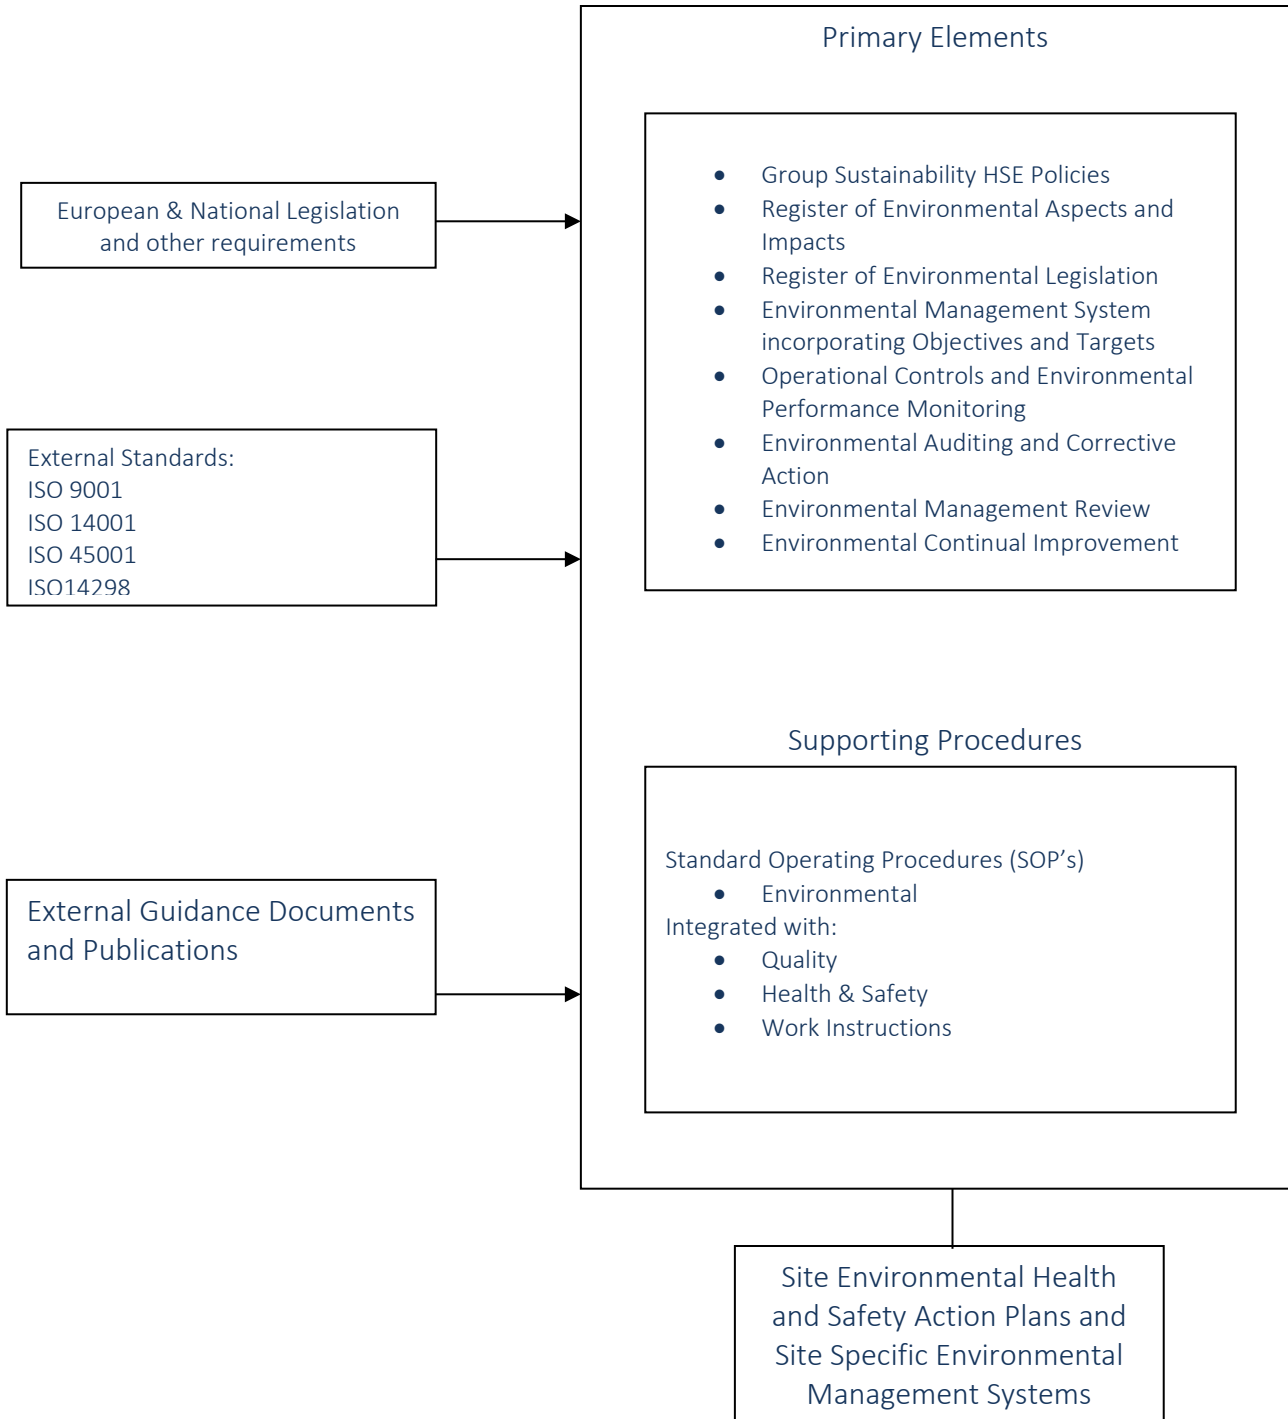 Primary Elements
European & National Legislation
and other requirements
• Group Sustainability HSE Policies
• Register of Environmental Aspects and
Impacts
• Register of Environmental Legislation
• Environmental Management System
incorporating Objectives and Targets
• Operational Controls and Environmental
Performance Monitoring
• Environmental Auditing and Corrective
Action
• Environmental Management Review
• Environmental Continual Improvement
External Standards:
ISO 9001
ISO 14001
ISO 45001
ISO14298
Supporting Procedures
Standard Operating Procedures (SOP’s)
• Environmental
Integrated with:
• Quality
• Health & Safety
• Work Instructions
External Guidance Documents
and Publications
Site Environmental Health
and Safety Action Plans and
Site Specific Environmental
Management Systems